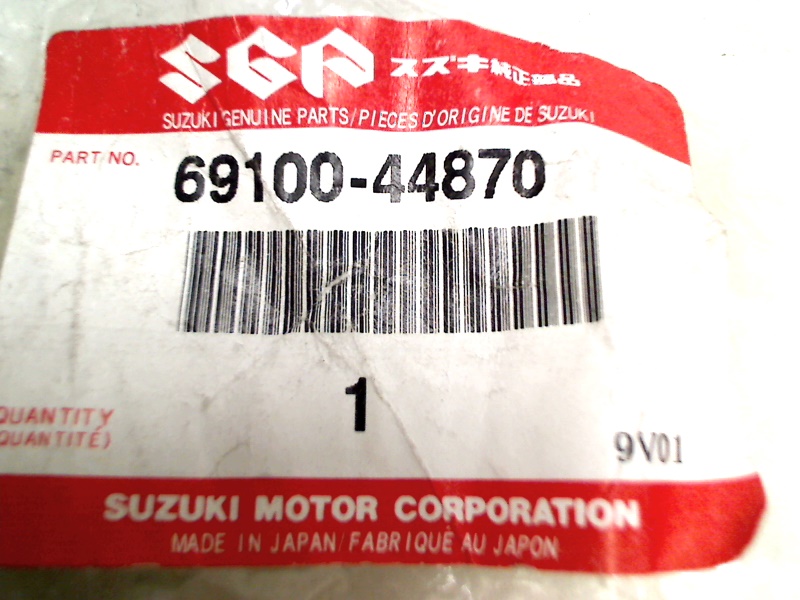 SGP スズキ純正部品
SUZUKI GENUINE PARTS/PIECES D'ORIGINE DE SUZUKI
PART NO. 69100-44870
1
QUANTITY
QUANTITÉ)
9V01
SUZUKI MOTOR CORPORATION
MADE IN JAPAN/FABRIQUÉ AU JAPON